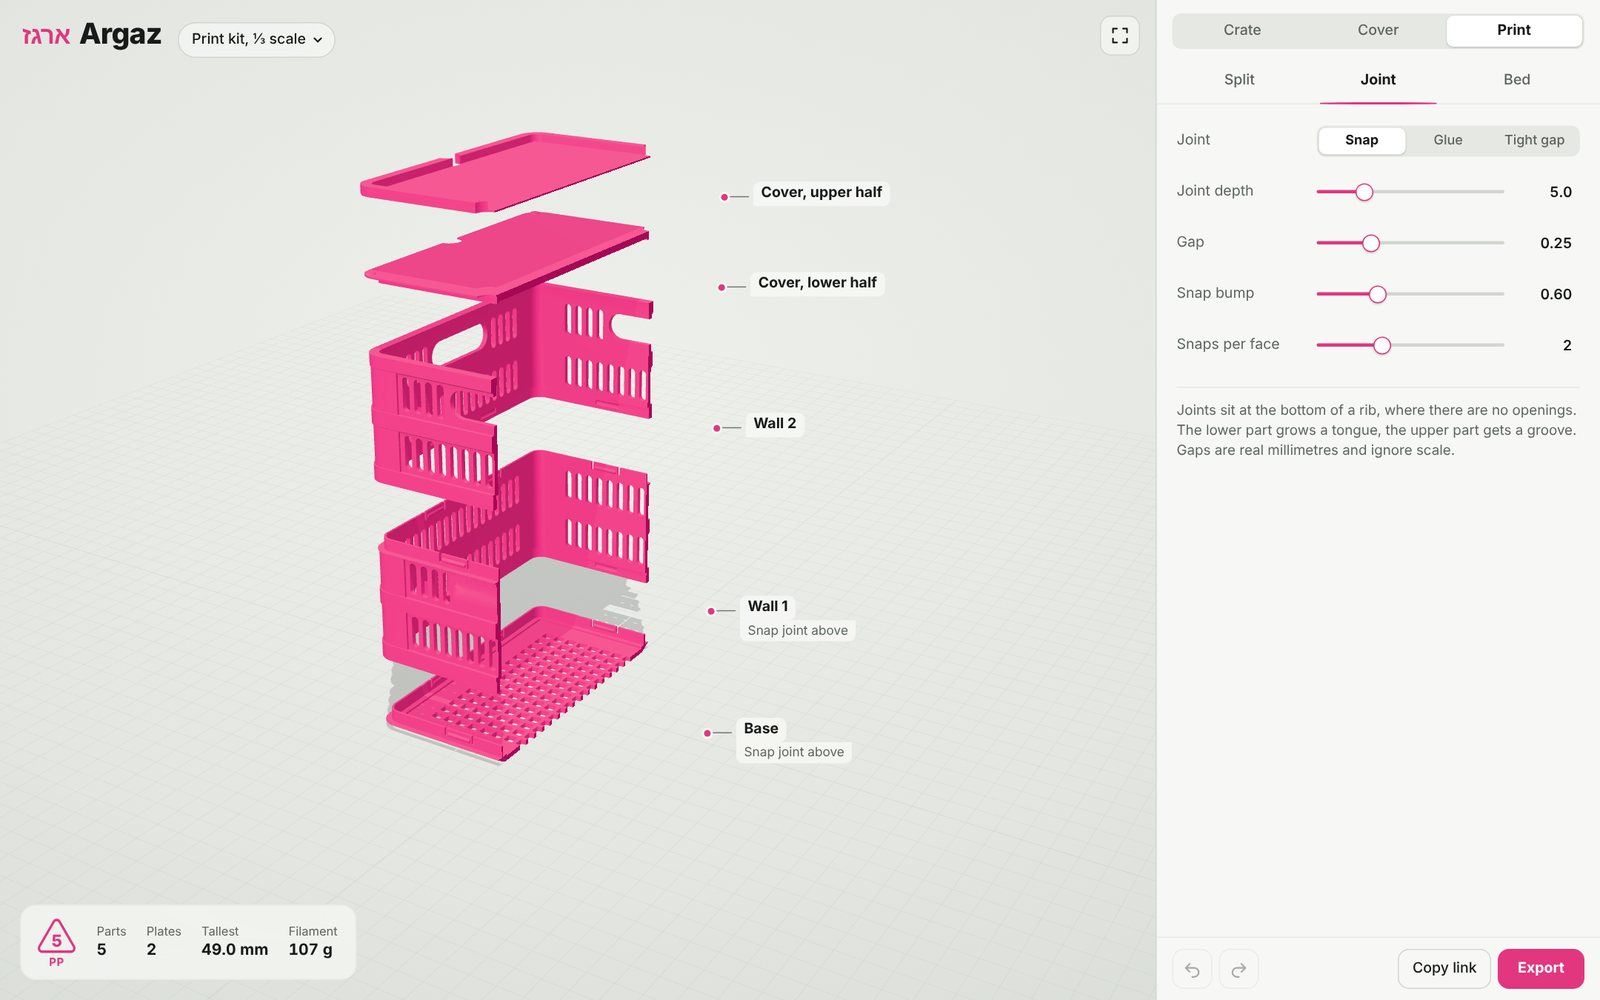 ארגז Argaz
Print kit, ⅓ scale
Crate
Cover
Print
Split
Joint
Bed
Joint
Snap
Glue
Tight gap
Joint depth
5.0
Gap
0.25
Snap bump
0.60
Snaps per face
2
Joints sit at the bottom of a rib, where there are no openings.
The lower part grows a tongue, the upper part gets a groove.
Gaps are real millimetres and ignore scale.
Cover, upper half
Cover, lower half
Wall 2
Wall 1
Snap joint above
Base
Snap joint above
5
PP
Parts
5
Plates
2
Tallest
49.0 mm
Filament
107 g
Copy link
Export